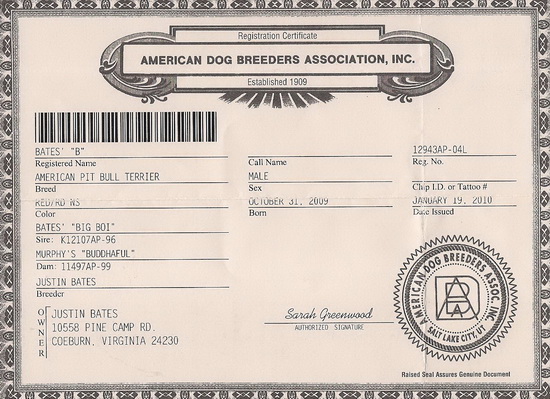 Registration Certificate
AMERICAN DOG BREEDERS ASSOCIATION, INC.
Established 1909
BATES' "B"
Registered Name
Call Name
12943AP-04L
Reg. No.
AMERICAN PIT BULL TERRIER
Breed
MALE
Sex
Chip I.D. or Tattoo #
RED/RD NS
Color
OCTOBER 31, 2009
Born
JANUARY 19, 2010
Date Issued
BATES' "BIG BOI"
Sire: K12107AP-96
MURPHY'S "BUDDHAFUL"
Dam: 11497AP-99
JUSTIN BATES
Breeder
OWNER
JUSTIN BATES
10558 PINE CAMP RD.
COEBURN, VIRGINIA 24230
Sarah Greenwood
AUTHORIZED SIGNATURE
AMERICAN DOG BREEDERS ASSOC. INC.
ADBA
SALT LAKE CITY, UT
Raised Seal Assures Genuine Document